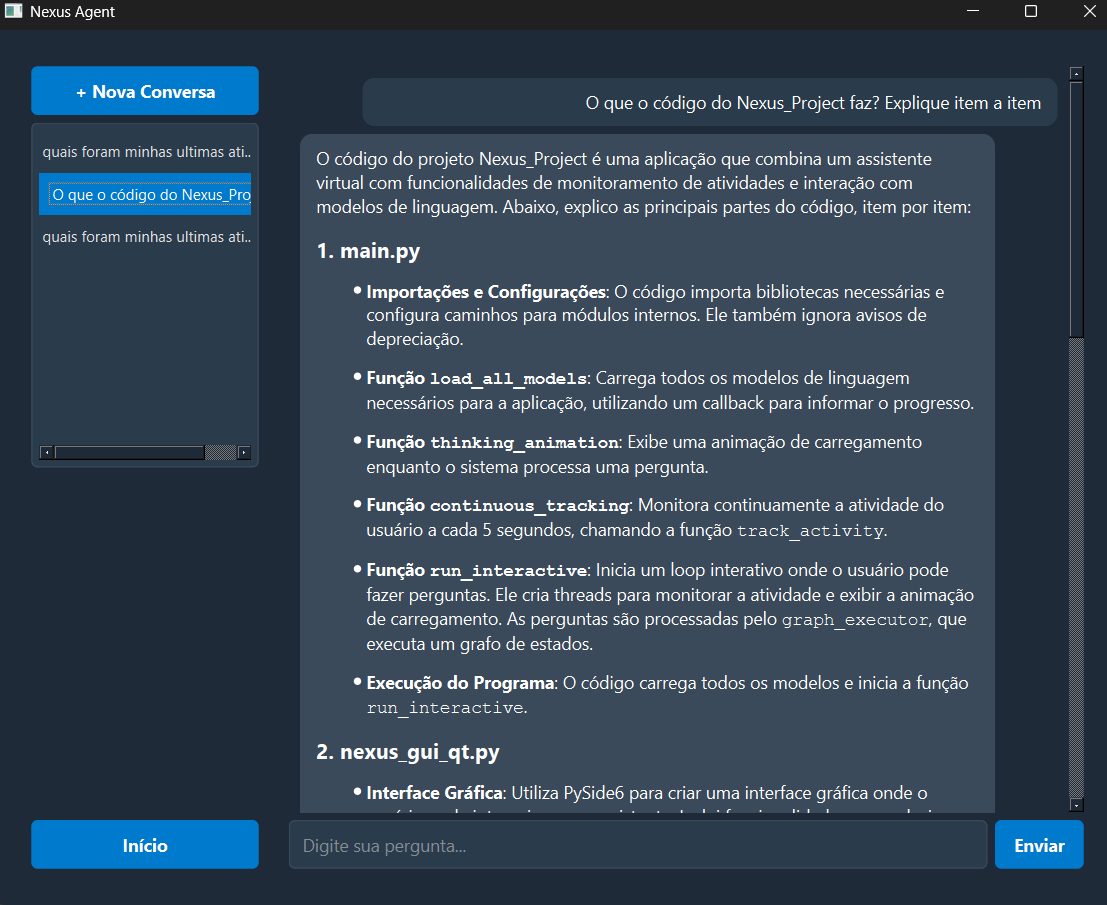 Nexus Agent
+ Nova Conversa
quais foram minhas ultimas ati..
O que o código do Nexus_Pro
quais foram minhas ultimas ati..
Início
O que o código do Nexus_Project faz? Explique item a item
O código do projeto Nexus_Project é uma aplicação que combina um assistente
virtual com funcionalidades de monitoramento de atividades e interação com
modelos de linguagem. Abaixo, explico as principais partes do código, item por item:
1. main.py
• Importações e Configurações: O código importa bibliotecas necessárias e
configura caminhos para módulos internos. Ele também ignora avisos de
depreciação.
• Função load_all_models: Carrega todos os modelos de linguagem
necessários para a aplicação, utilizando um callback para informar o progresso.
• Função thinking_animation: Exibe uma animação de carregamento
enquanto o sistema processa uma pergunta.
• Função continuous_tracking: Monitora continuamente a atividade do
usuário a cada 5 segundos, chamando a função track_activity.
• Função run_interactive: Inicia um loop interativo onde o usuário pode
fazer perguntas. Ele cria threads para monitorar a atividade e exibir a animação
de carregamento. As perguntas são processadas pelo graph_executor, que
executa um grafo de estados.
• Execução do Programa: O código carrega todos os modelos e inicia a função
run_interactive.
2. nexus_gui_qt.py
• Interface Gráfica: Utiliza PySide6 para criar uma interface gráfica onde o
Digite sua pergunta...
Enviar